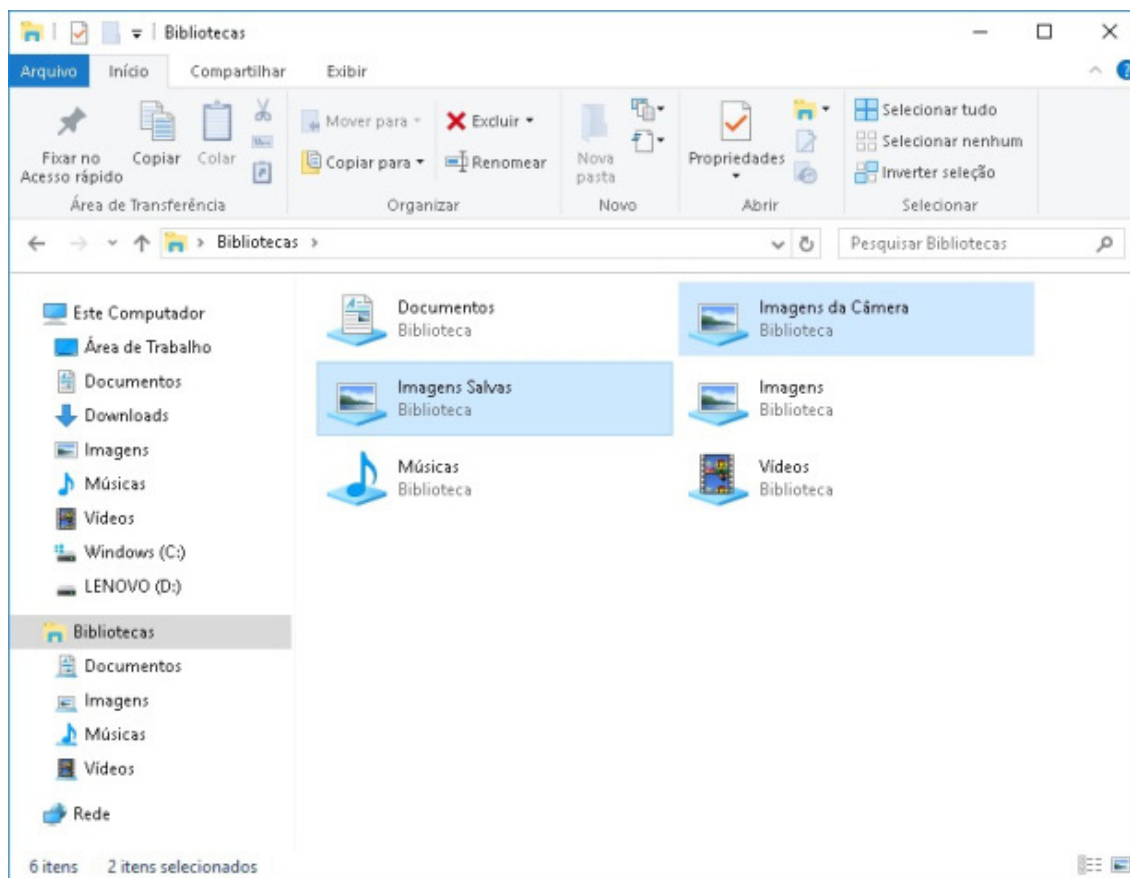 Bibliotecas
Arquivo Início Compartilhar Exibir
Fixar no
Acesso rápido
Copiar
Colar
Área de Transferência
Mover para
Copiar para
Excluir
Renomear
Organizar
Nova
pasta
Novo
Propriedades
Abrir
Selecionar tudo
Selecionar nenhum
Inverter seleção
Selecionar
Bibliotecas
Pesquisar Bibliotecas
Este Computador
Área de Trabalho
Documentos
Downloads
Imagens
Músicas
Vídeos
Windows (C:)
LENOVO (D:)
Bibliotecas
Documentos
Imagens
Músicas
Vídeos
Rede
Documentos
Biblioteca
Imagens da Câmera
Biblioteca
Imagens Salvas
Biblioteca
Imagens
Biblioteca
Músicas
Biblioteca
Vídeos
Biblioteca
6 itens 2 itens selecionados